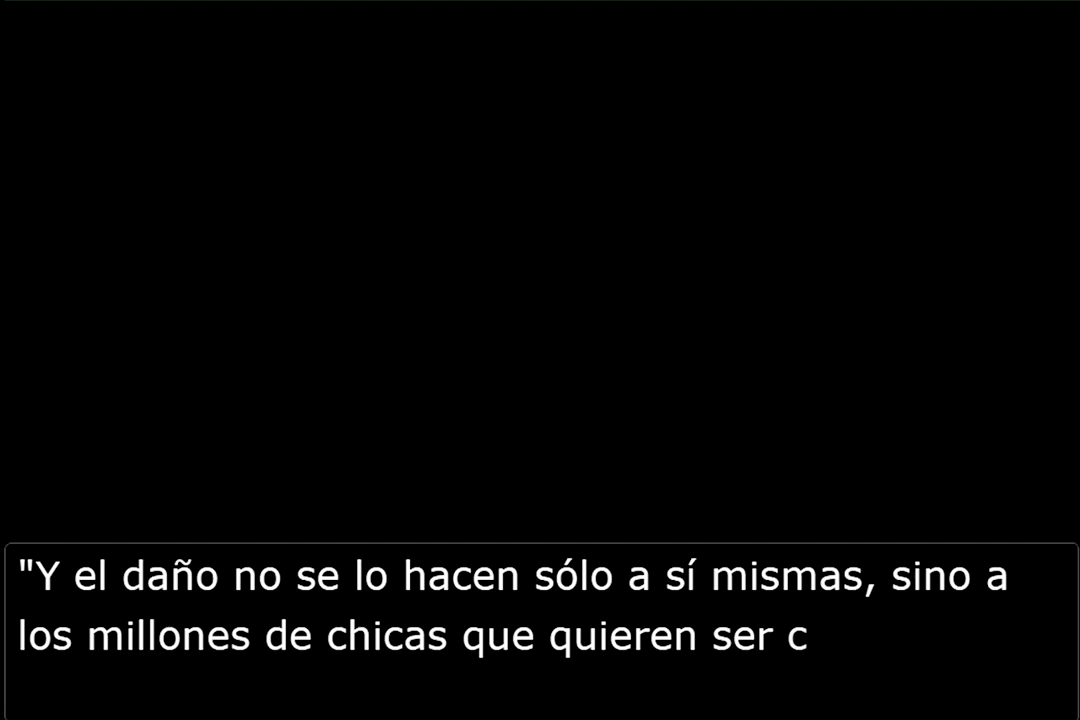 "Y el daño no se lo hacen sólo a sí mismas, sino a
los millones de chicas que quieren ser c